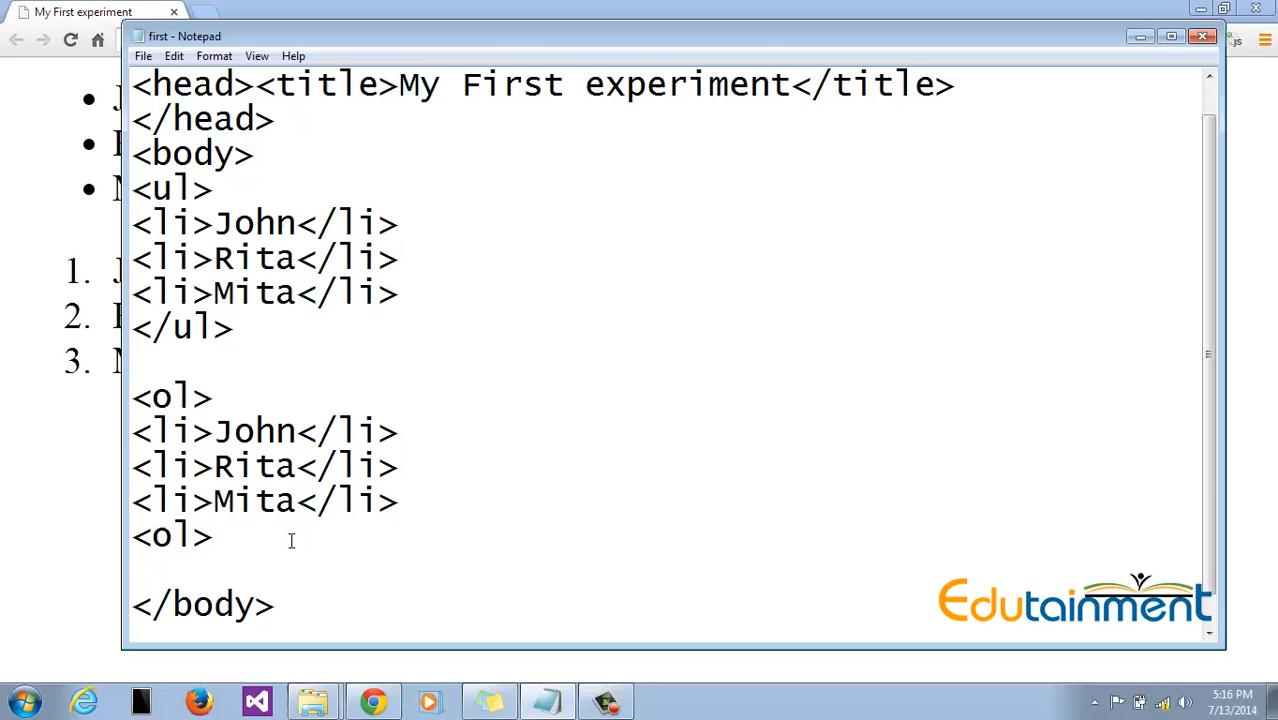 My First experiment
first - Notepad
File Edit Format View Help
<head><title>My First experiment</title>
</head>
<body>
<ul>
<li>John</li>
<li>Rita</li>
<li>Mita</li>
</ul>
1.
2.
3.
<ol>
<li>John</li>
<li>Rita</li>
<li>Mita</li>
<ol>
</body>
Edutainment
5:16 PM
7/13/2014